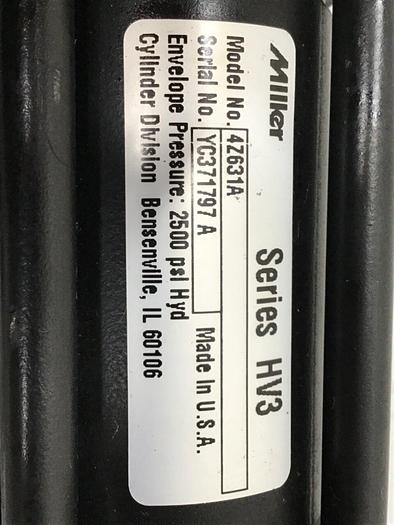 Miller Series HV3
Model No. 4Z631A
Serial No. YC371797 A Made In U.S.A.
Envelope Pressure: 2500 psi Hyd
Cylinder Division Bensenville, IL 60106